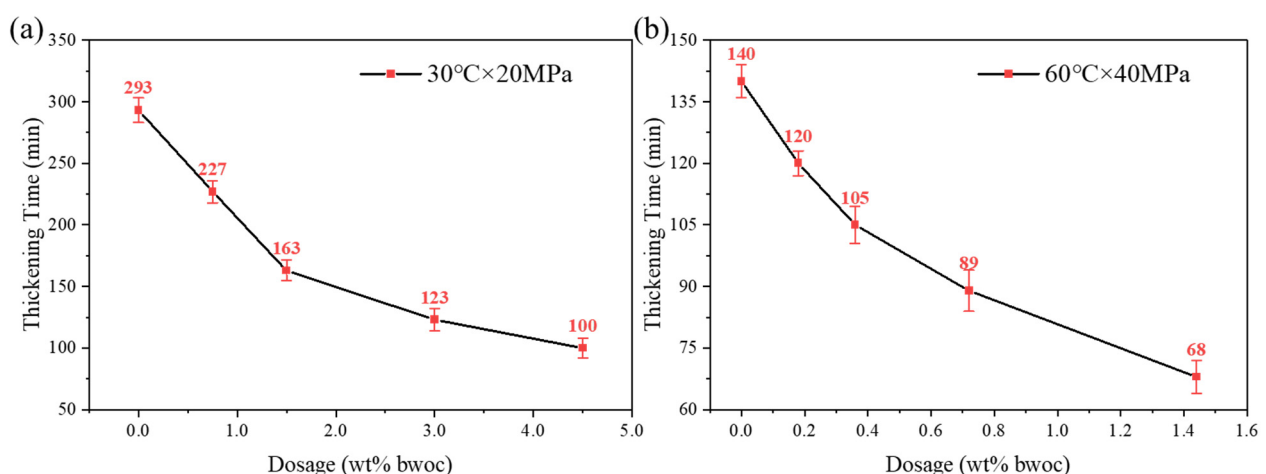 (a)
350
300
250
200
150
100
50
Thickening Time (min)
30℃×20MPa
293
227
163
123
100
0.0 1.0 2.0 3.0 4.0 5.0
Dosage (wt% bwoc)
(b)
150
135
120
105
90
75
60
Thickening Time (min)
60℃×40MPa
140
120
105
89
68
0.0 0.2 0.4 0.6 0.8 1.0 1.2 1.4 1.6
Dosage (wt% bwoc)